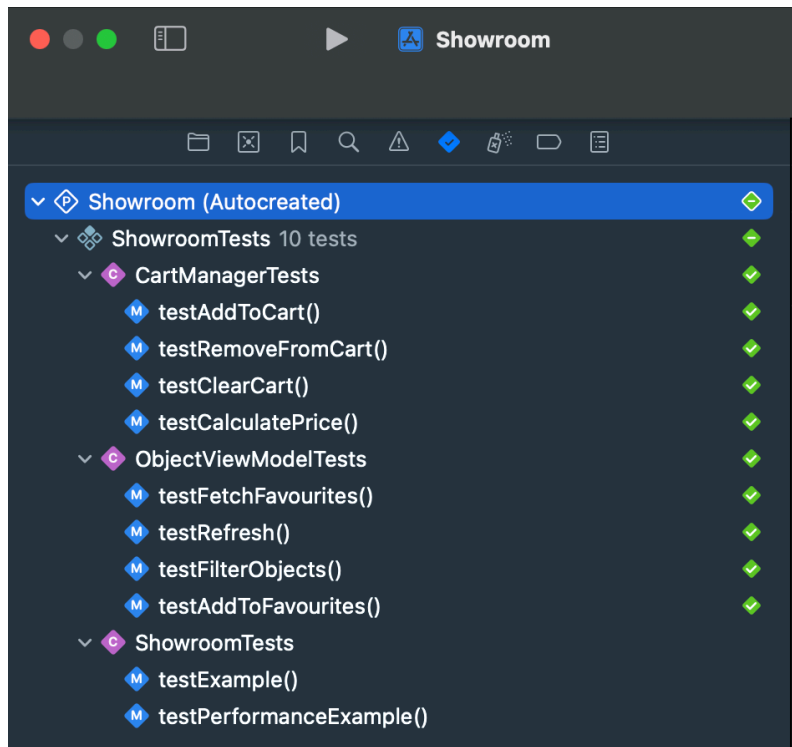 Showroom
P Showroom (Autocreated)
ShowroomTests 10 tests
C CartManagerTests
M testAddToCart()
M testRemoveFromCart()
M testClearCart()
M testCalculatePrice()
C ObjectViewModelTests
M testFetchFavourites()
M testRefresh()
M testFilterObjects()
M testAddToFavourites()
C ShowroomTests
M testExample()
M testPerformanceExample()